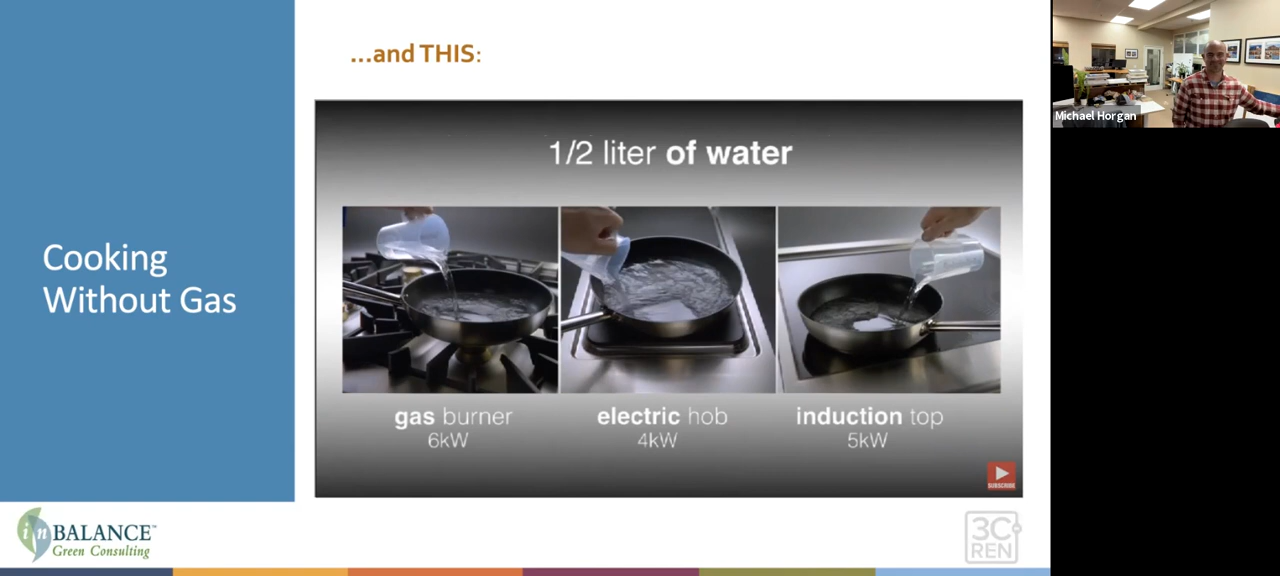 ...and THIS:
1/2 liter of water
Cooking
Without Gas
gas burner
6kW
electric hob
4kW
induction top
5kW
SUBSCRIBE
inBALANCE™
Green Consulting
3C
REN
Michael Horgan